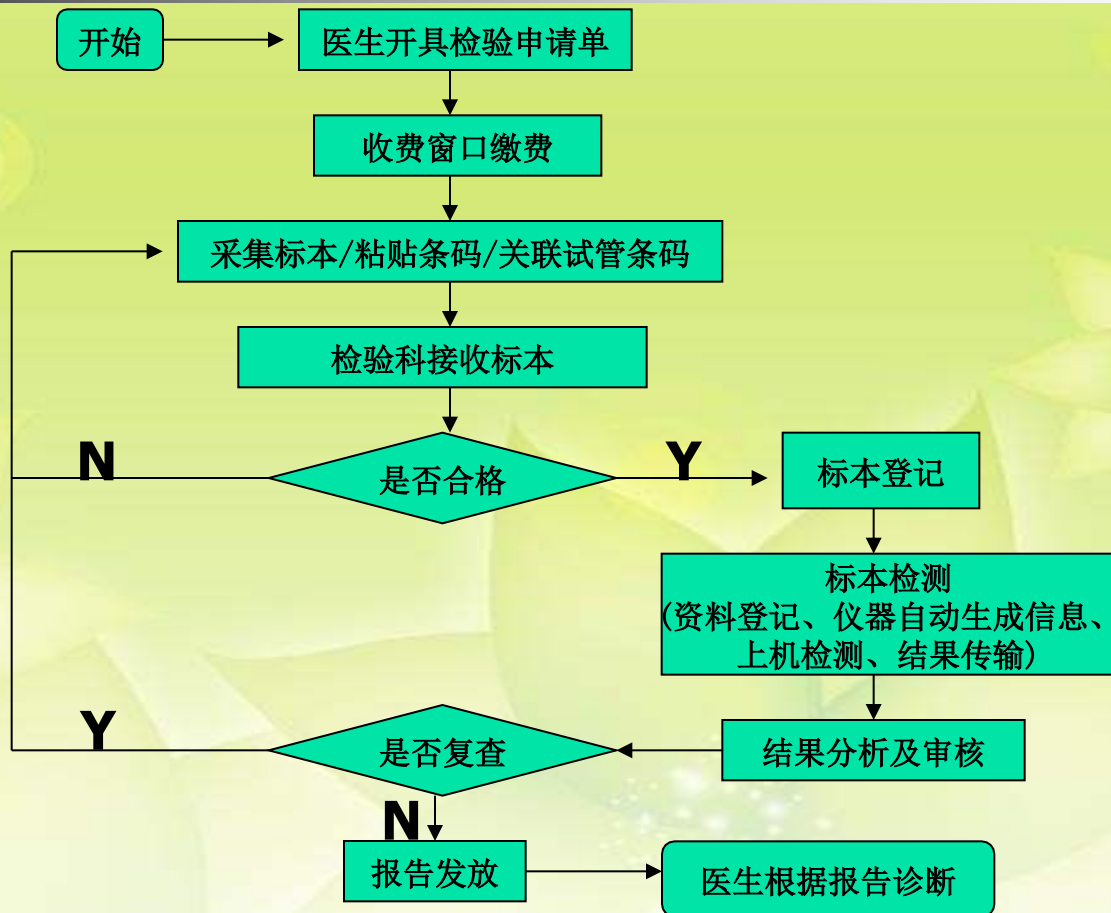 开始
医生开具检验申请单
收费窗口缴费
采集标本/粘贴条码/关联试管条码
检验科接收标本
N
是否合格
Y
标本登记
标本检测
(资料登记、仪器自动生成信息、
上机检测、结果传输)
Y
是否复查
结果分析及审核
N
报告发放
医生根据报告诊断